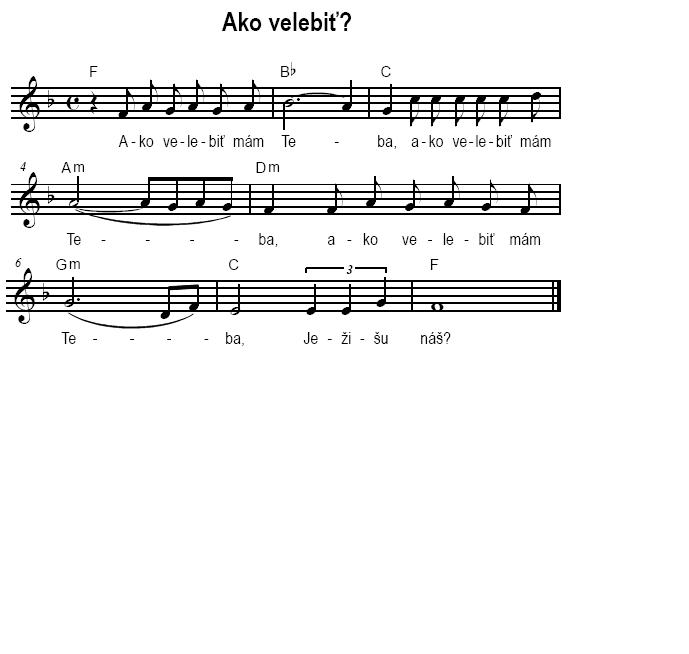 Ako velebiť?
F B♭ C
A - ko ve - le - biť mám Te - ba, a - ko ve - le - biť mám
4 Am Dm
Te - - - - ba, a - ko ve - le - biť mám
6 Gm C 3 F
Te - - - - ba, Je - ži - šu náš?